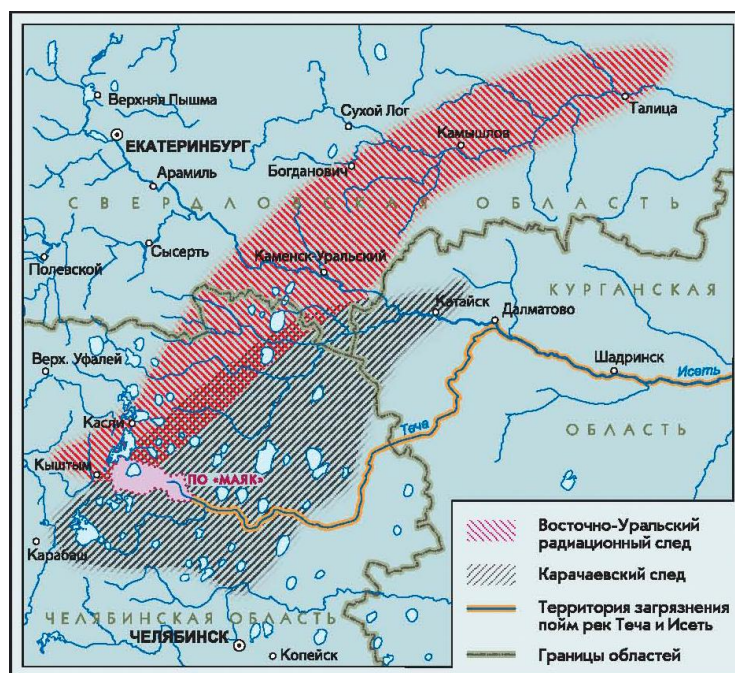 Верхняя Пышма
ЕКАТЕРИНБУРГ
Арамиль
Сухой Лог
Богданович
Камышлов
Талица
СВЕРДЛОВСКАЯ ОБЛАСТЬ
Полевской
Сысерть
Каменск-Уральский
Катайск
КУРГАНСКАЯ
Далматово
Верх. Уфалей
Шадринск
Исеть
Касли
Теча
ОБЛАСТЬ
Кыштым
ПО «МАЯК»
Карабаш
ЧЕЛЯБИНСКАЯ ОБЛАСТЬ
ЧЕЛЯБИНСК
Копейск
Восточно-Уральский
радиационный след
Карачаевский след
Территория загрязнения
пойм рек Теча и Исеть
Границы областей